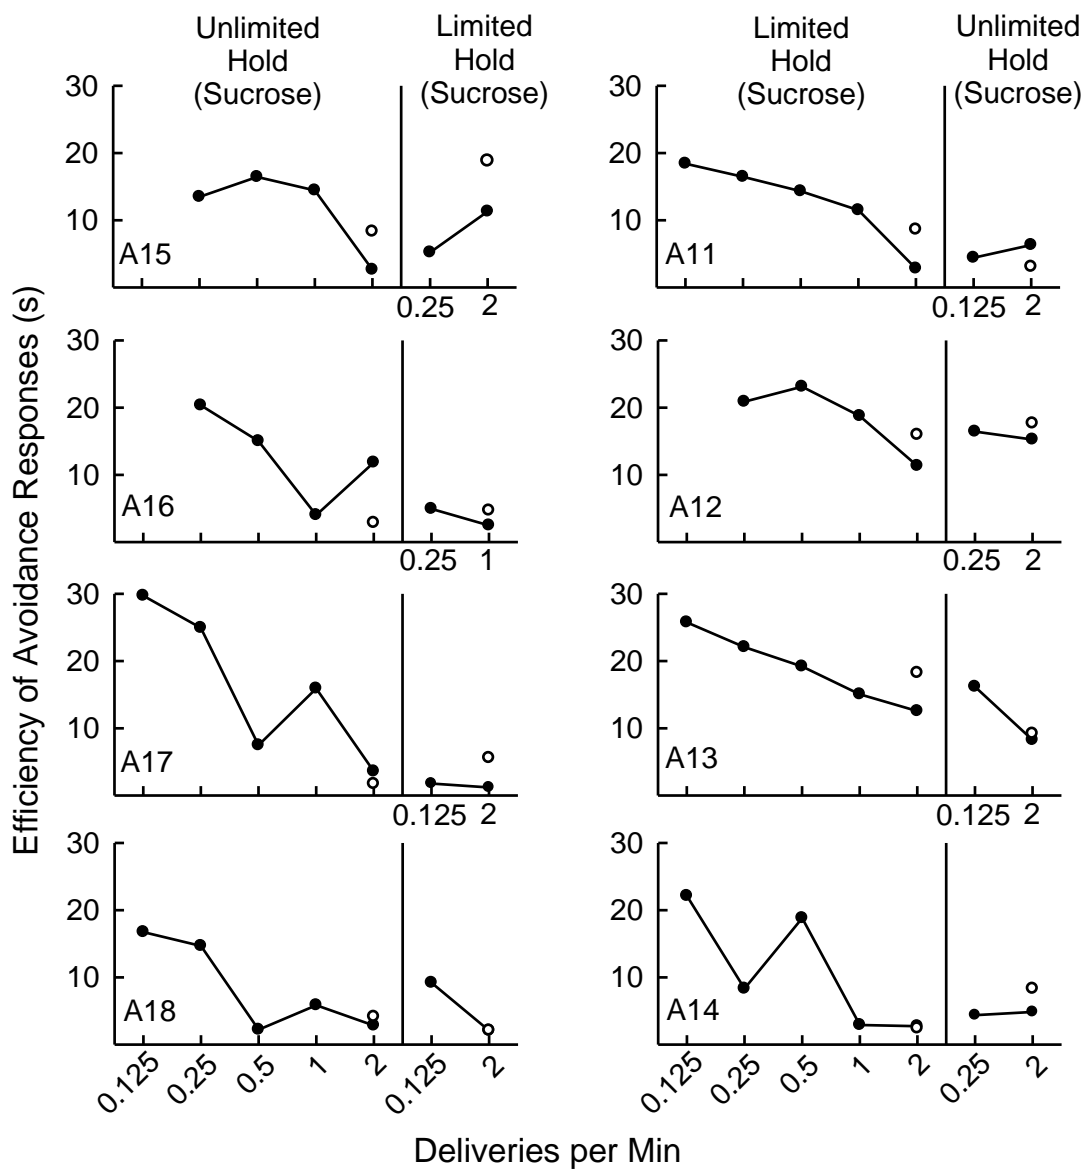 Unlimited
Hold
(Sucrose)
Limited
Hold
(Sucrose)
Limited
Hold
(Sucrose)
Unlimited
Hold
(Sucrose)
Efficiency of Avoidance Responses (s)
30
20
10
A15
0.25 2
30
20
10
A11
0.125 2
30
20
10
A16
0.25 1
30
20
10
A12
0.25 2
30
20
10
A17
0.125 2
30
20
10
A13
0.125 2
30
20
10
A18
0.125 0.25 0.5 1 2 0.125 2
30
20
10
A14
0.125 0.25 0.5 1 2 0.25 2
Deliveries per Min